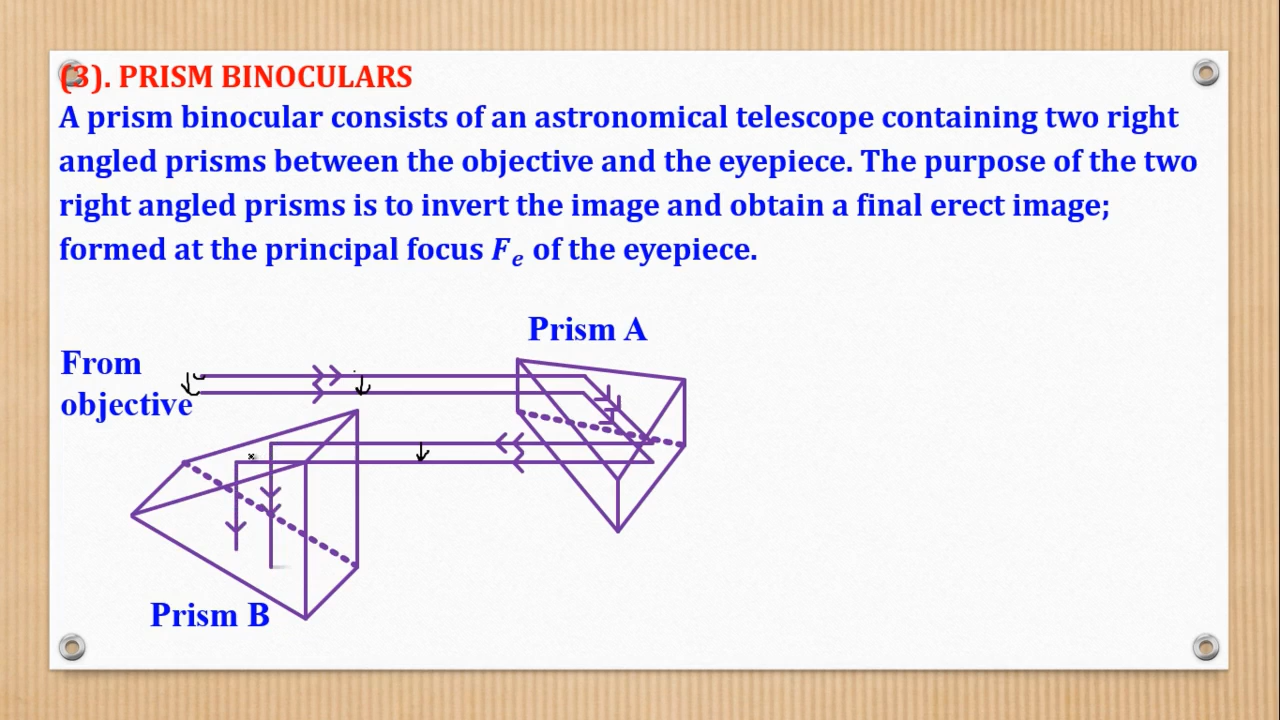 (3). PRISM BINOCULARS
A prism binocular consists of an astronomical telescope containing two right
angled prisms between the objective and the eyepiece. The purpose of the two
right angled prisms is to invert the image and obtain a final erect image;
formed at the principal focus Fₑ of the eyepiece.
Prism A
From
objective
Prism B